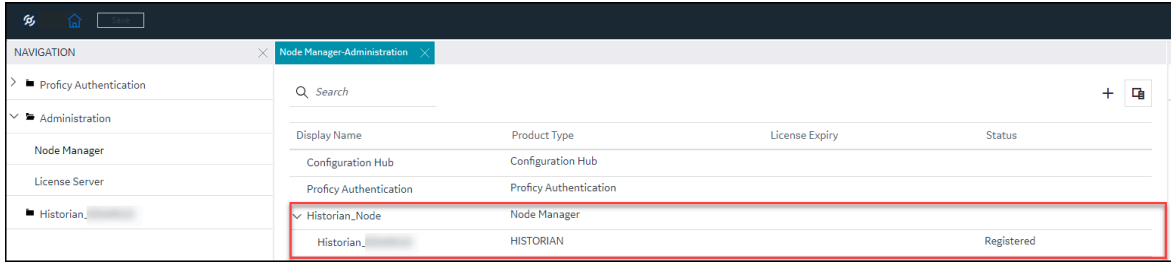 Save
NAVIGATION
Node Manager-Administration
Proficy Authentication
Search
Administration
Display Name Product Type License Expiry Status
Node Manager
Configuration Hub Configuration Hub
License Server
Proficy Authentication Proficy Authentication
Historian_
Historian_Node Node Manager
Historian_ HISTORIAN Registered